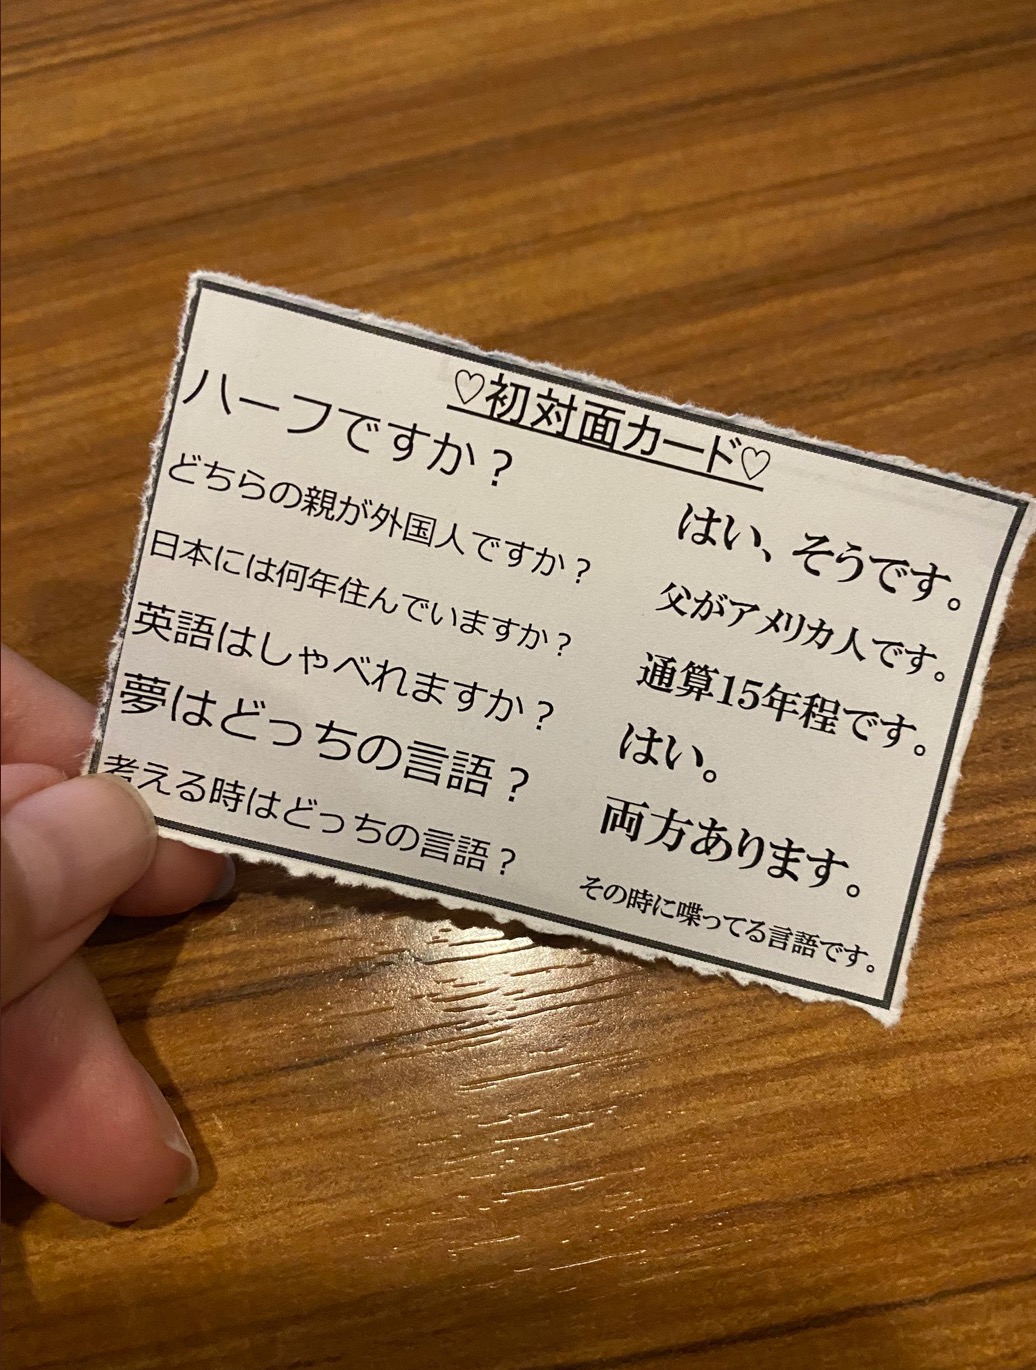 ♡初対面カード♡
ハーフですか？ はい、そうです。
どちらの親が外国人ですか？ 父がアメリカ人です。
日本には何年住んでいますか？ 通算15年程です。
英語はしゃべれますか？ はい。
夢はどっちの言語？ 両方あります。
考える時はどっちの言語？ その時に喋ってる言語です。